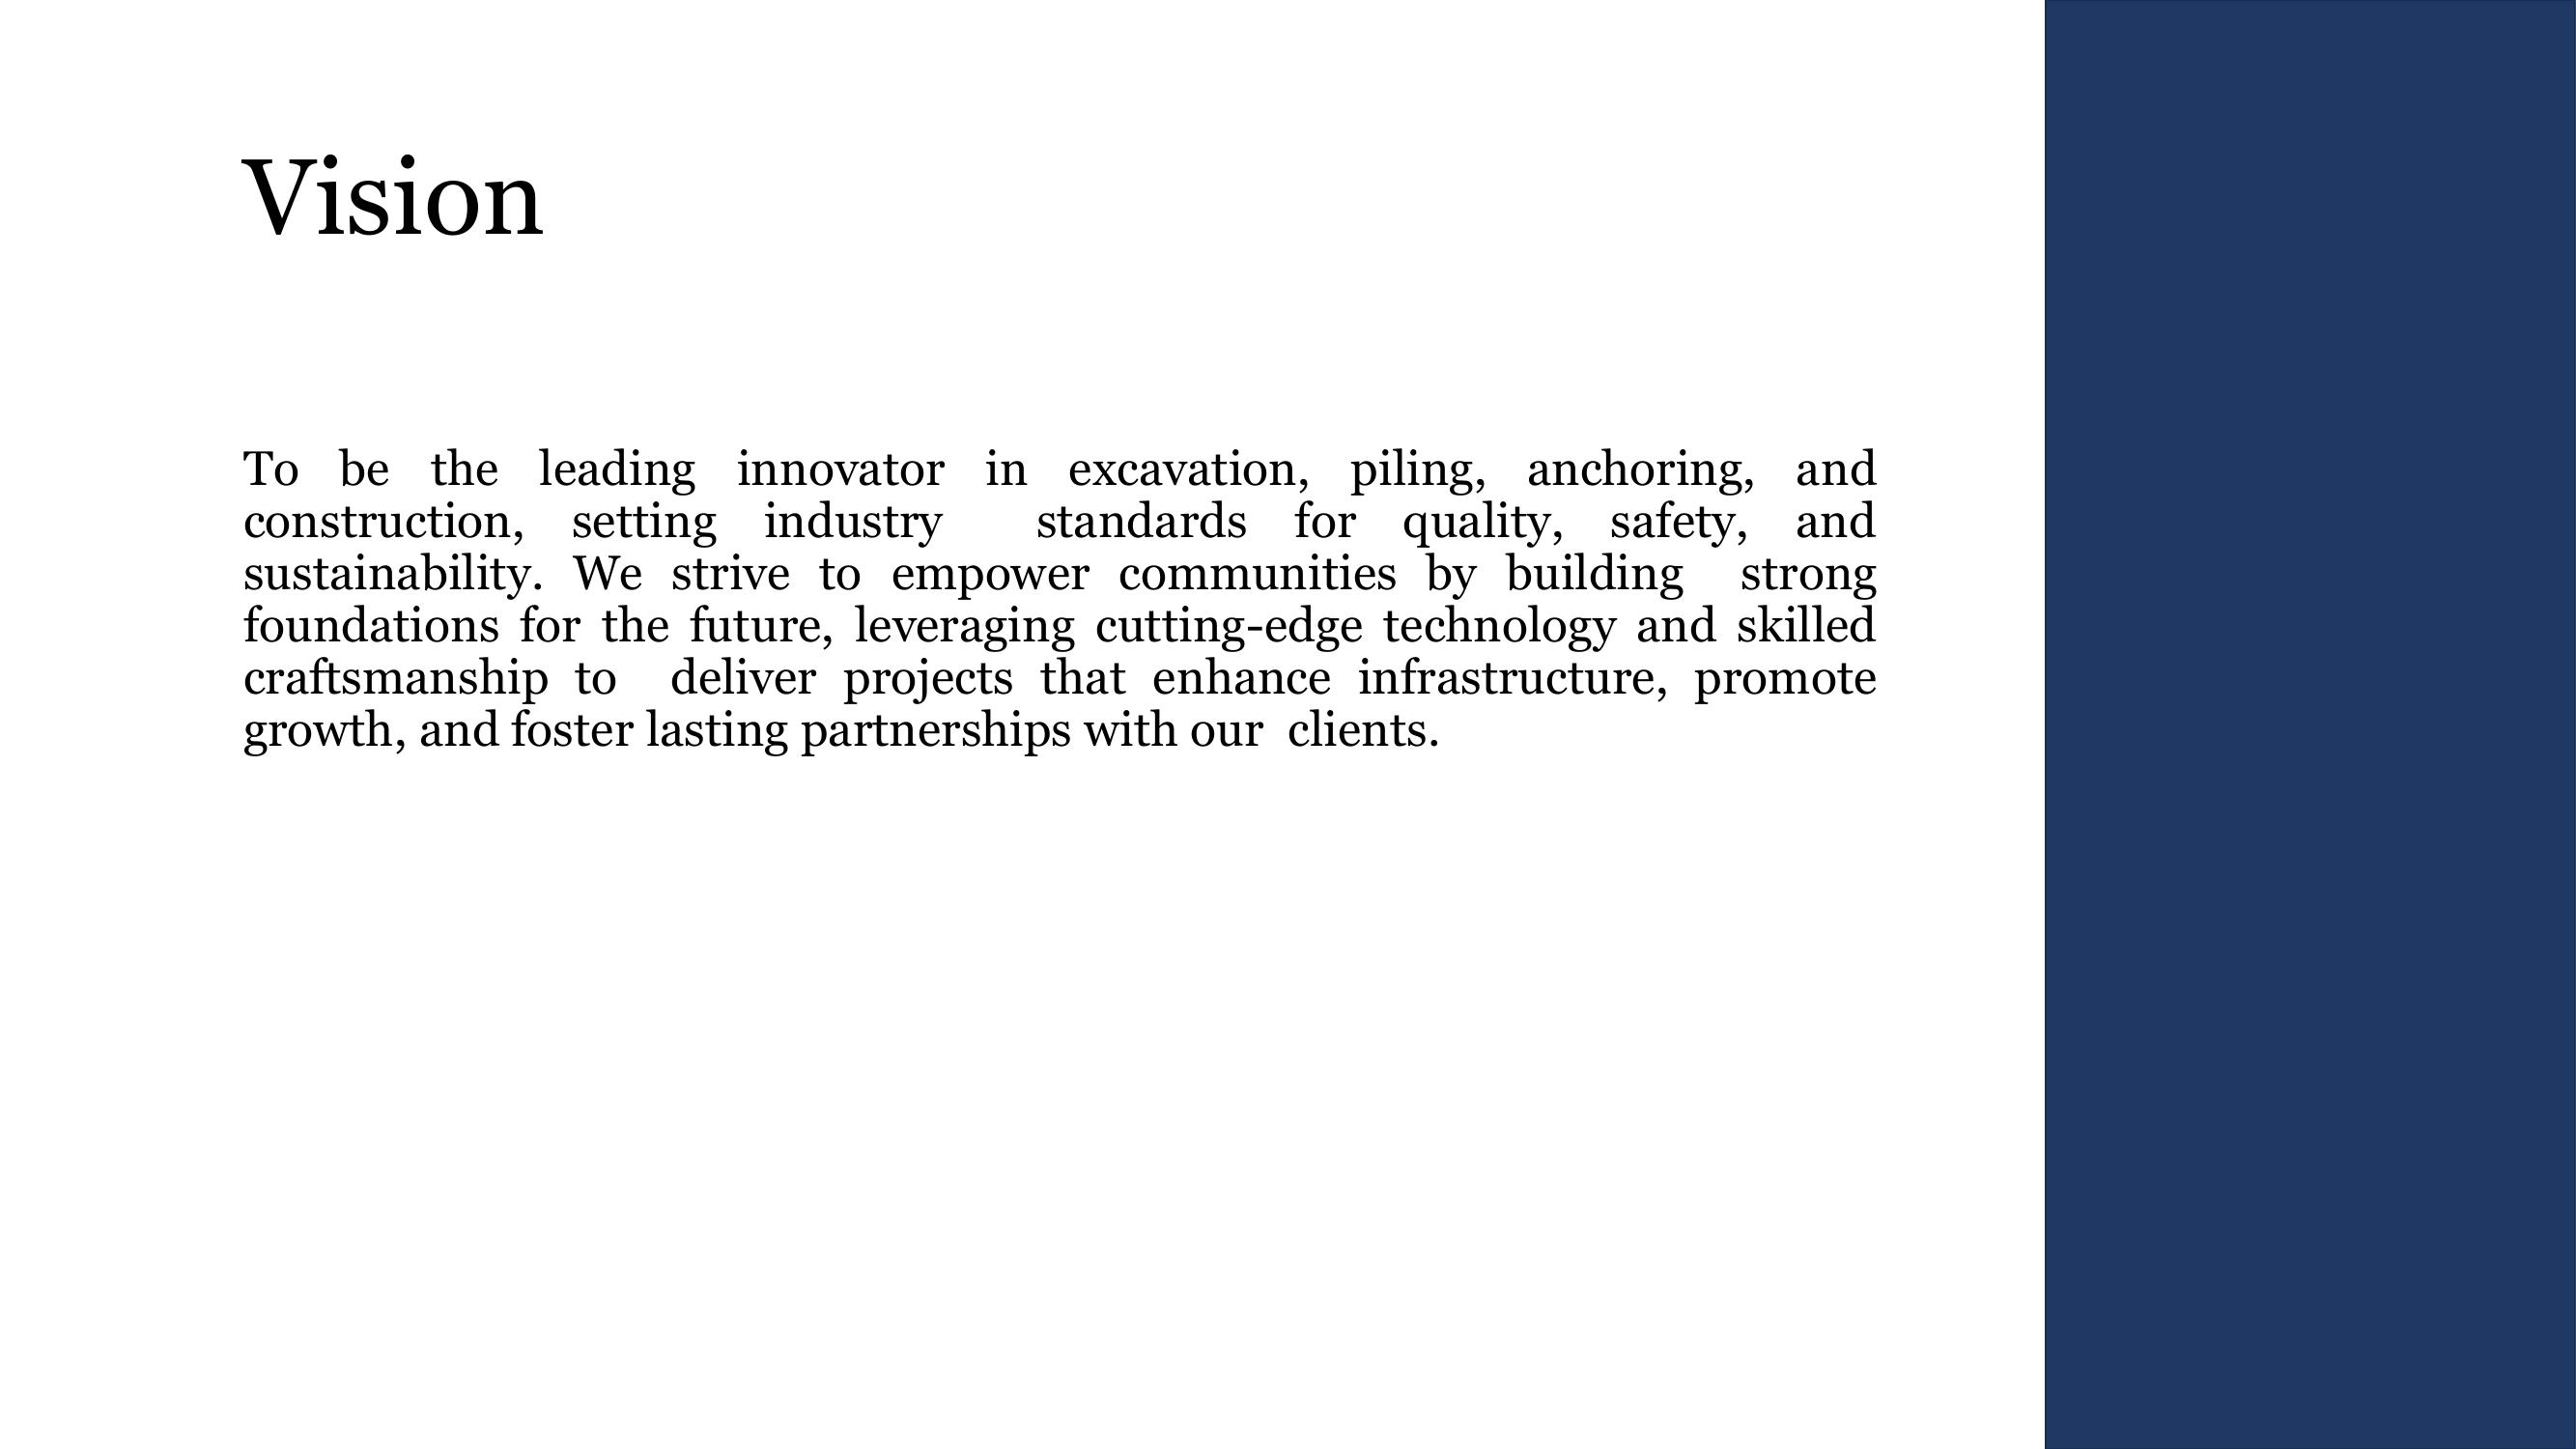 Vision
To be the leading innovator in excavation, piling, anchoring, and
construction, setting industry standards for quality, safety, and
sustainability. We strive to empower communities by building strong
foundations for the future, leveraging cutting-edge technology and skilled
craftsmanship to deliver projects that enhance infrastructure, promote
growth, and foster lasting partnerships with our clients.